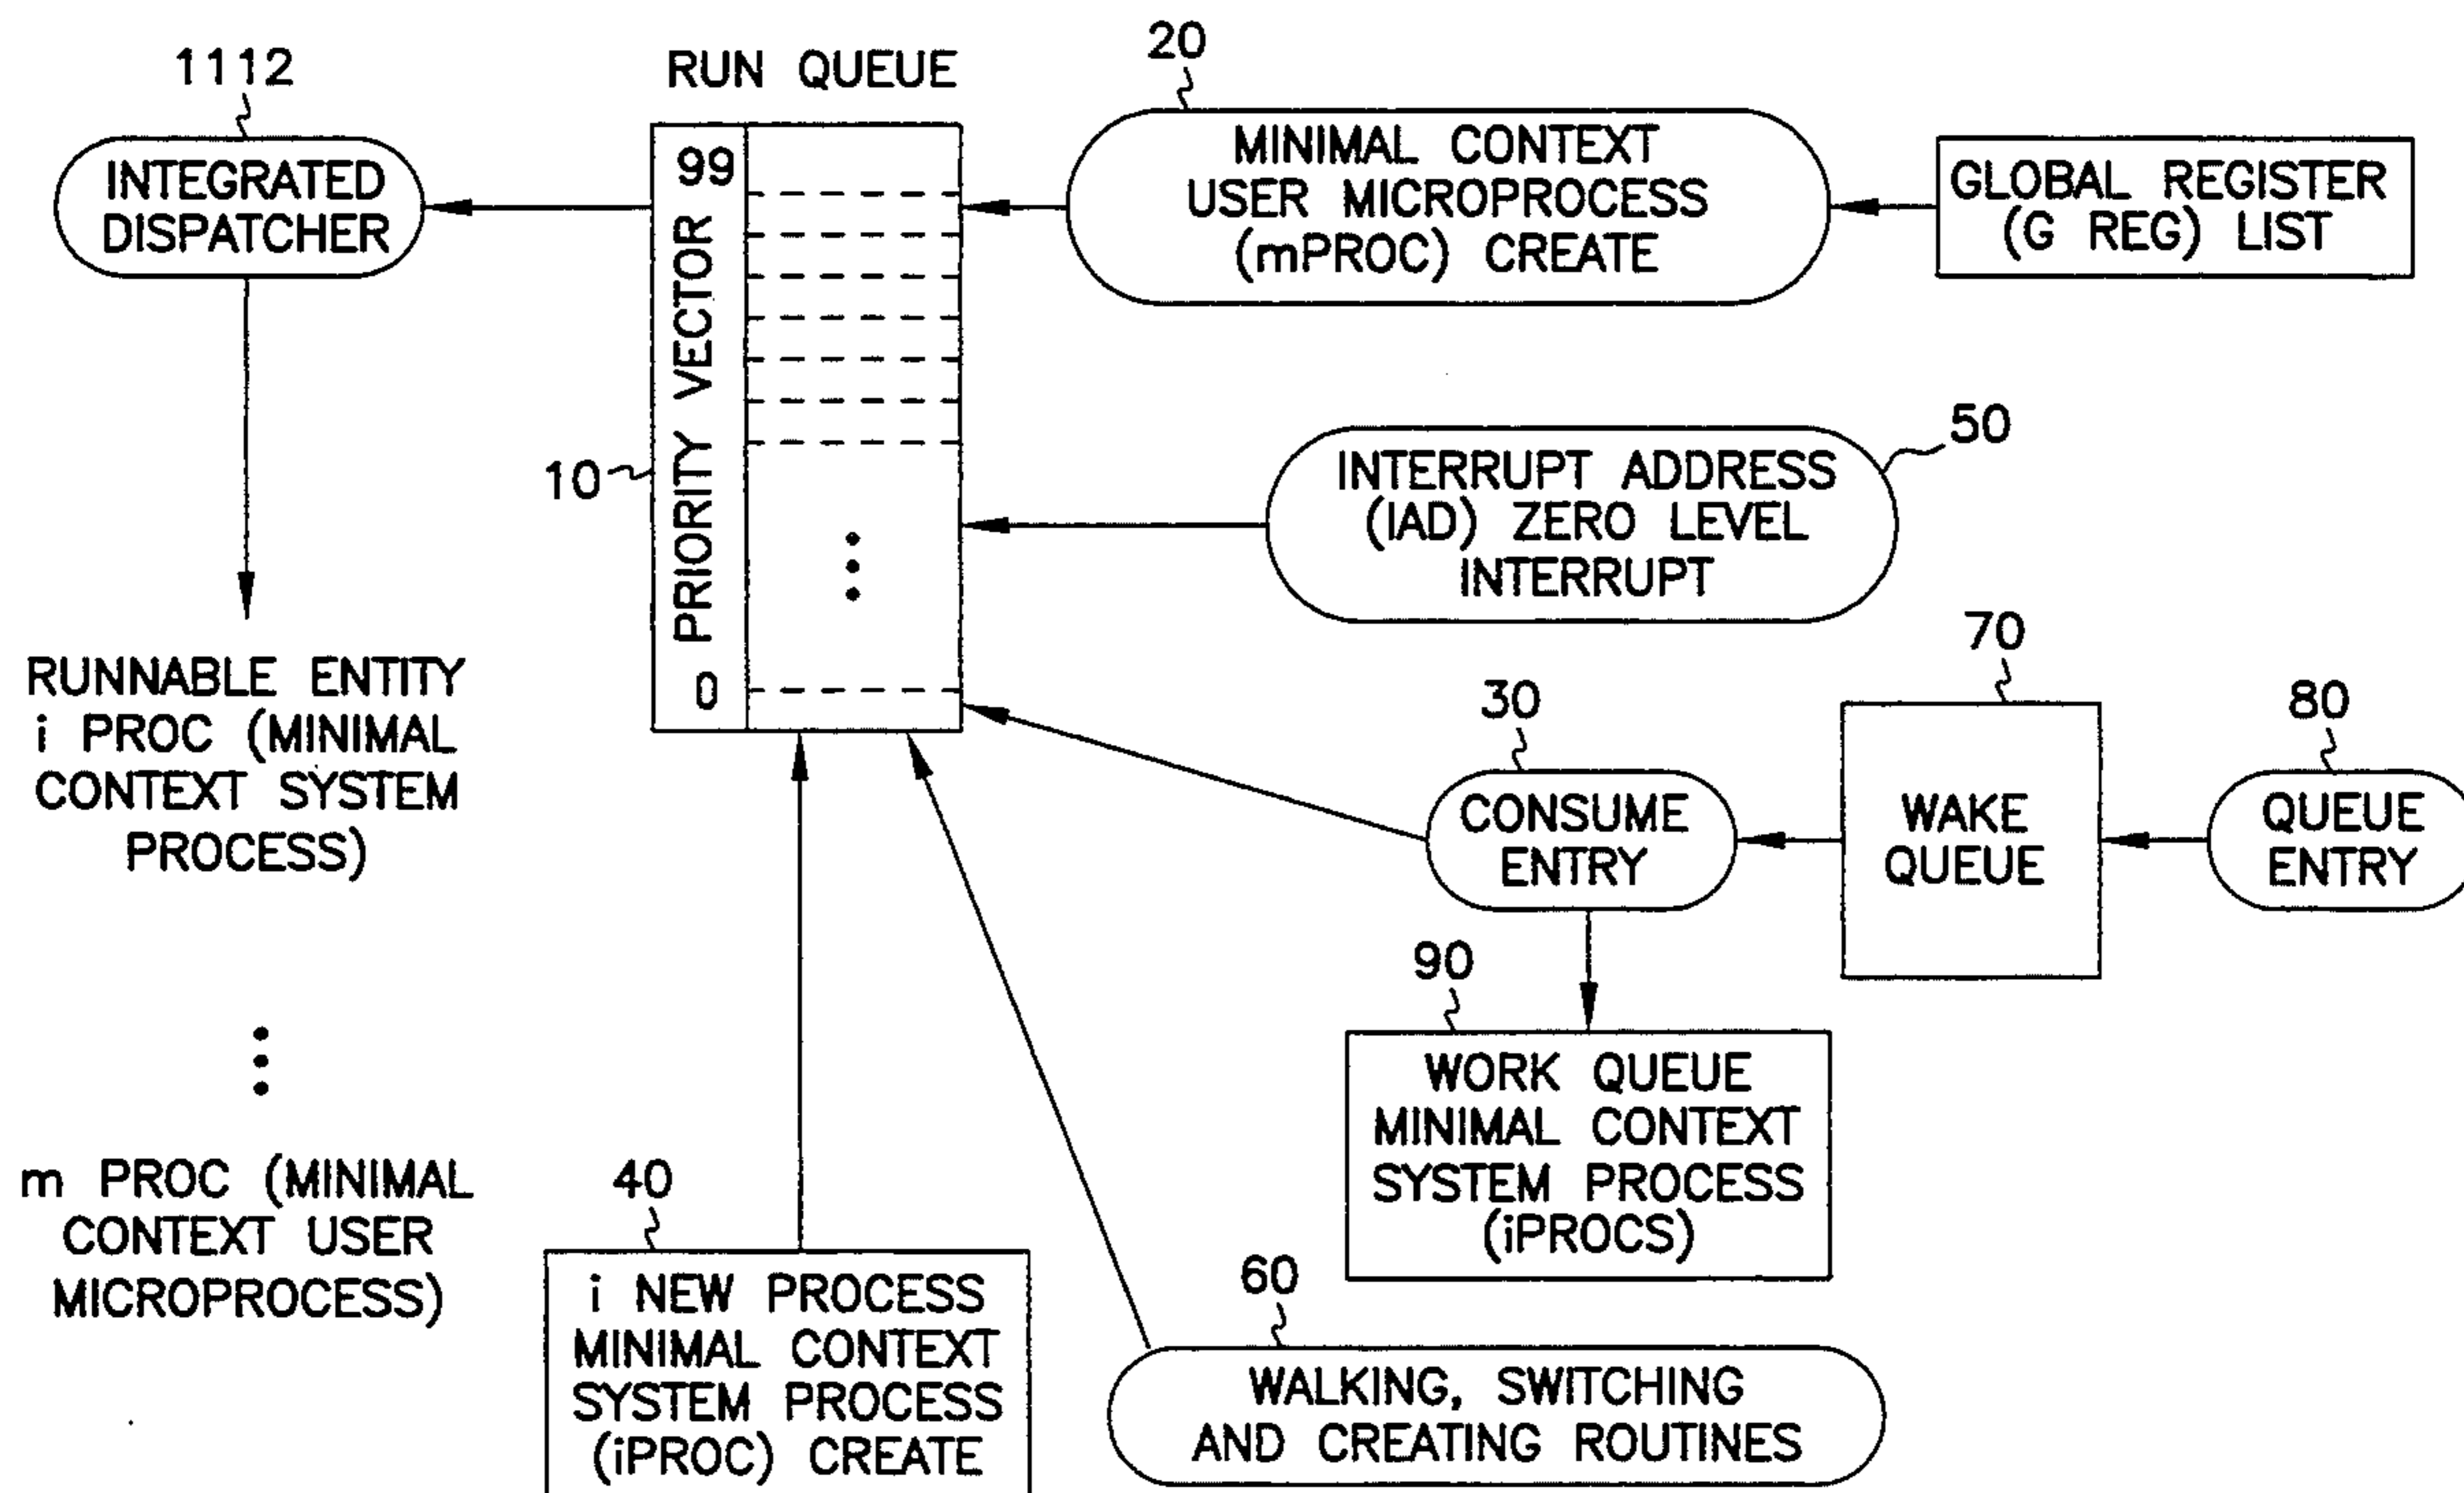 1112
INTEGRATED
DISPATCHER
RUN QUEUE
99
PRIORITY VECTOR
0
10
20
MINIMAL CONTEXT
USER MICROPROCESS
(mPROC) CREATE
GLOBAL REGISTER
(G REG) LIST
50
INTERRUPT ADDRESS
(IAD) ZERO LEVEL
INTERRUPT
RUNNABLE ENTITY
i PROC (MINIMAL
CONTEXT SYSTEM
PROCESS)
m PROC (MINIMAL
CONTEXT USER
MICROPROCESS)
30
CONSUME
ENTRY
70
WAKE
QUEUE
80
QUEUE
ENTRY
90
WORK QUEUE
MINIMAL CONTEXT
SYSTEM PROCESS
(iPROCS)
40
i NEW PROCESS
MINIMAL CONTEXT
SYSTEM PROCESS
(iPROC) CREATE
60
WALKING, SWITCHING
AND CREATING ROUTINES